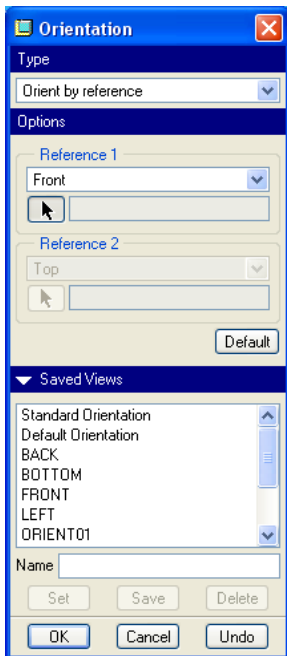 Orientation
Type
Orient by reference
Options
Reference 1
Front
Reference 2
Top
Default
Saved Views
Standard Orientation
Default Orientation
BACK
BOTTOM
FRONT
LEFT
ORIENT01
Name
Set Save Delete
OK Cancel Undo